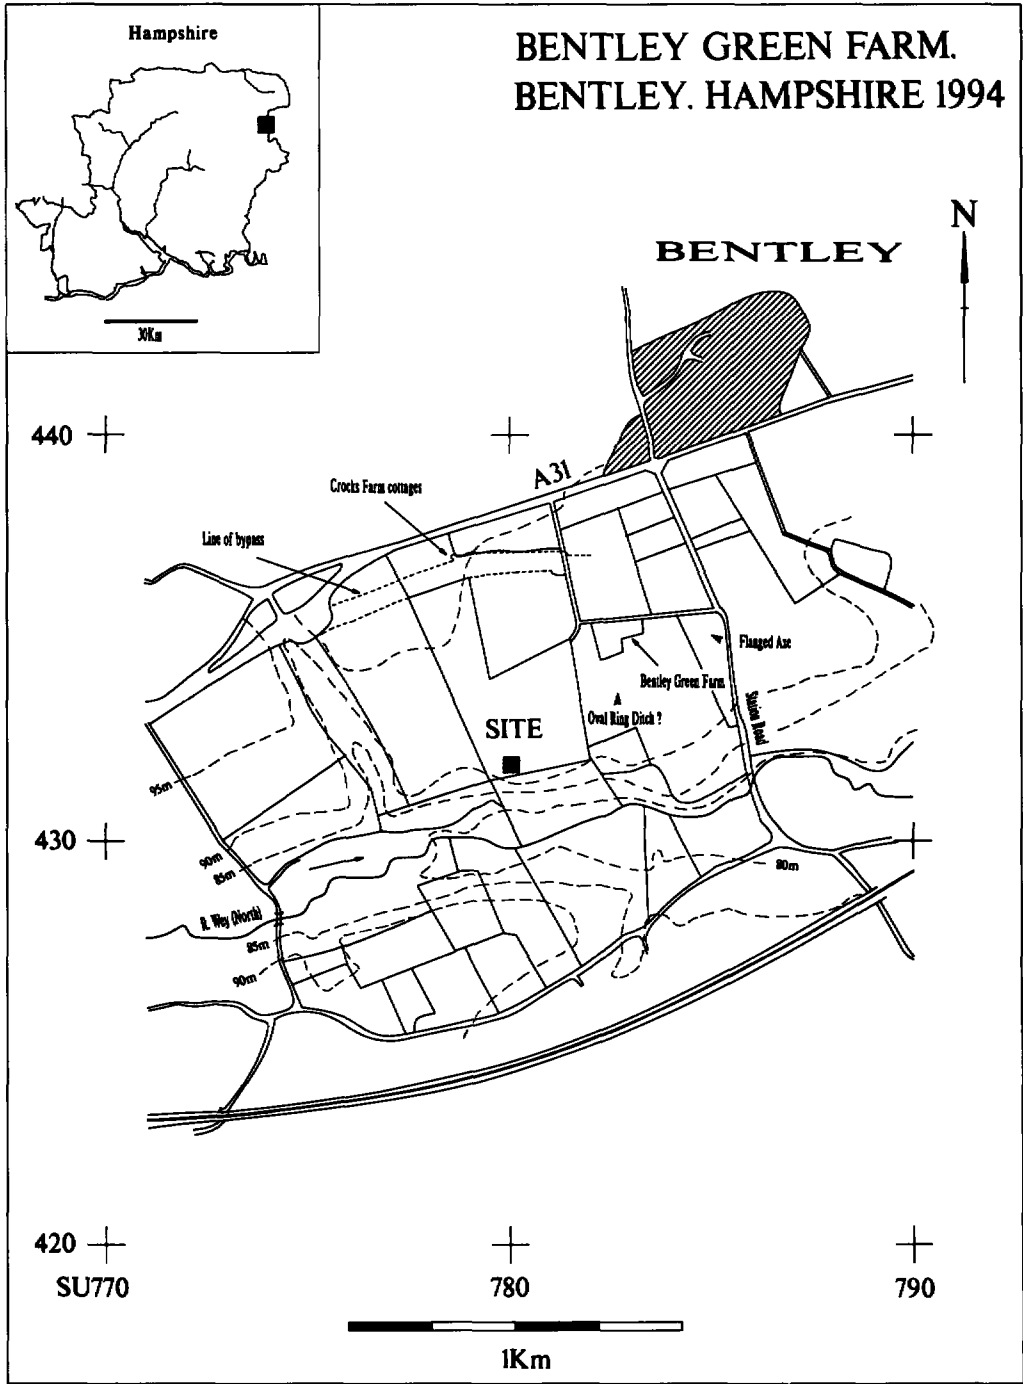 Hampshire
30Km
BENTLEY GREEN FARM.
BENTLEY. HAMPSHIRE 1994
N
BENTLEY
440
A31
Crocks Farm cottages
Line of bypass
Flanged Axe
Bentley Green Farm
Oval Ring Ditch ?
Station Road
SITE
95m
90m
85m
430
80m
R. Wey (North)
85m
90m
420
SU770
780
790
1Km